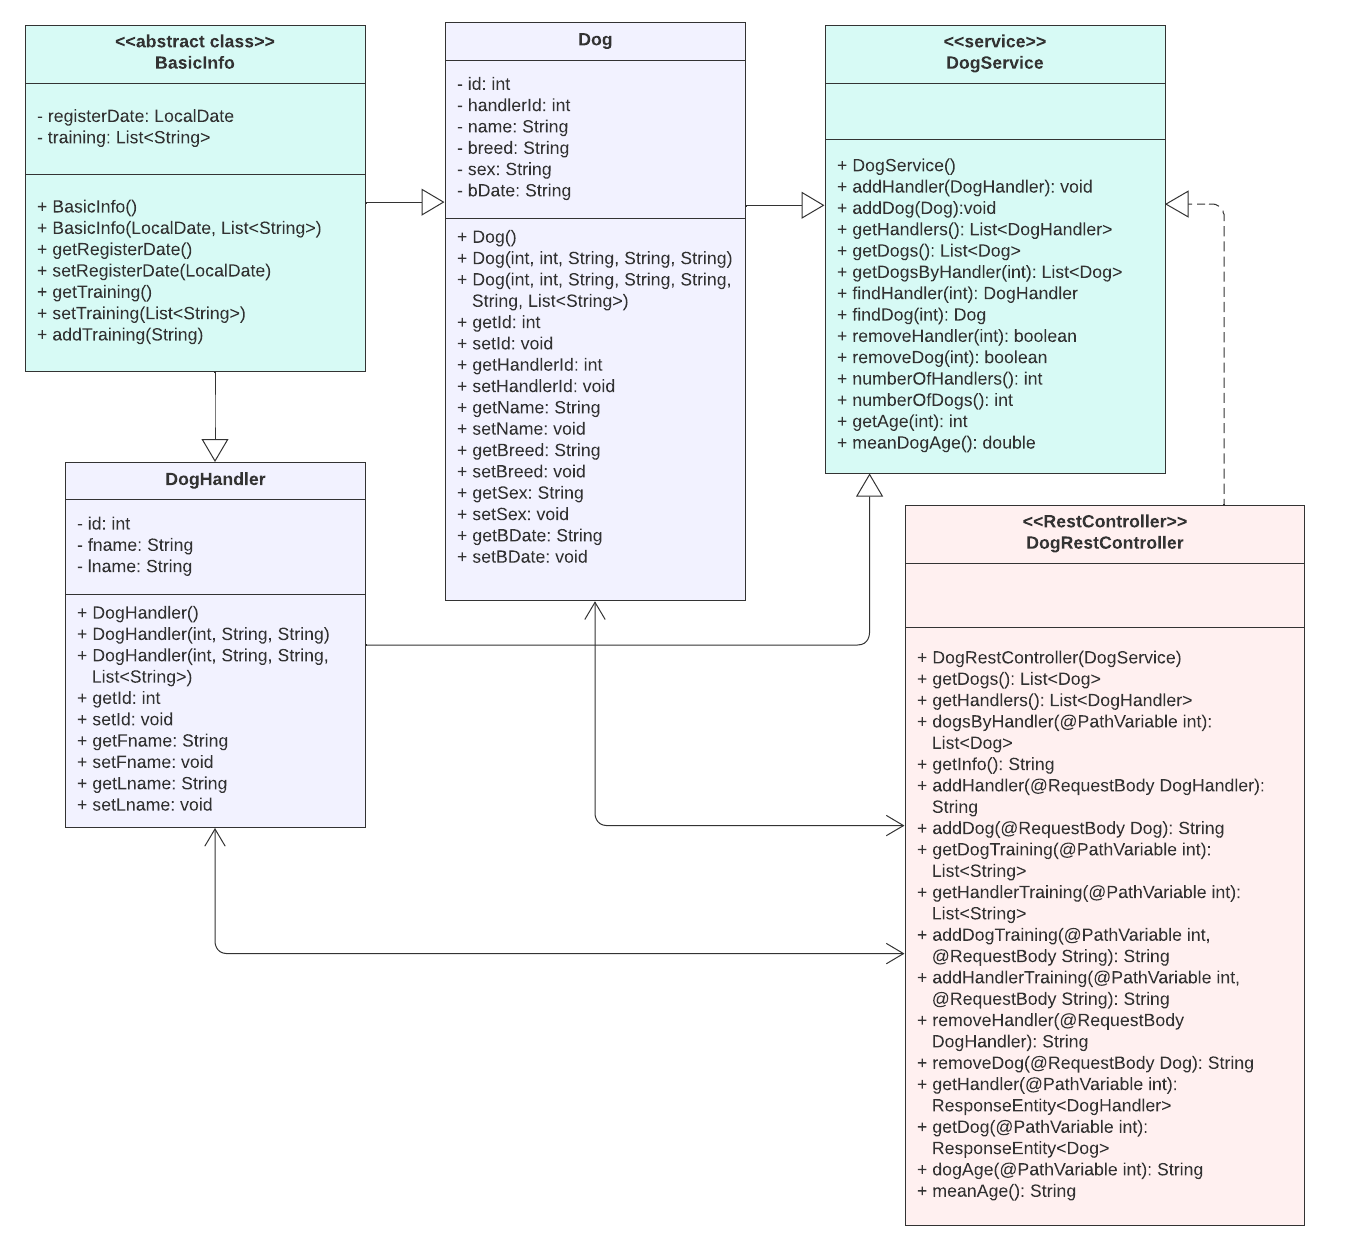 <<abstract class>>
BasicInfo
- registerDate: LocalDate
- training: List<String>
+ BasicInfo()
+ BasicInfo(LocalDate, List<String>)
+ getRegisterDate()
+ setRegisterDate(LocalDate)
+ getTraining()
+ setTraining(List<String>)
+ addTraining(String)
Dog
- id: int
- handlerId: int
- name: String
- breed: String
- sex: String
- bDate: String
+ Dog()
+ Dog(int, int, String, String, String)
+ Dog(int, int, String, String, String,
String, List<String>)
+ getId: int
+ setId: void
+ getHandlerId: int
+ setHandlerId: void
+ getName: String
+ setName: void
+ getBreed: String
+ setBreed: void
+ getSex: String
+ setSex: void
+ getBDate: String
+ setBDate: void
<<service>>
DogService
+ DogService()
+ addHandler(DogHandler): void
+ addDog(Dog):void
+ getHandlers(): List<DogHandler>
+ getDogs(): List<Dog>
+ getDogsByHandler(int): List<Dog>
+ findHandler(int): DogHandler
+ findDog(int): Dog
+ removeHandler(int): boolean
+ removeDog(int): boolean
+ numberOfHandlers(): int
+ numberOfDogs(): int
+ getAge(int): int
+ meanDogAge(): double
DogHandler
- id: int
- fname: String
- lname: String
+ DogHandler()
+ DogHandler(int, String, String)
+ DogHandler(int, String, String,
List<String>)
+ getId: int
+ setId: void
+ getFname: String
+ setFname: void
+ getLname: String
+ setLname: void
<<RestController>>
DogRestController
+ DogRestController(DogService)
+ getDogs(): List<Dog>
+ getHandlers(): List<DogHandler>
+ dogsByHandler(@PathVariable int):
List<Dog>
+ getInfo(): String
+ addHandler(@RequestBody DogHandler):
String
+ addDog(@RequestBody Dog): String
+ getDogTraining(@PathVariable int):
List<String>
+ getHandlerTraining(@PathVariable int):
List<String>
+ addDogTraining(@PathVariable int,
@RequestBody String): String
+ addHandlerTraining(@PathVariable int,
@RequestBody String): String
+ removeHandler(@RequestBody
DogHandler): String
+ removeDog(@RequestBody Dog): String
+ getHandler(@PathVariable int):
ResponseEntity<DogHandler>
+ getDog(@PathVariable int):
ResponseEntity<Dog>
+ dogAge(@PathVariable int): String
+ meanAge(): String